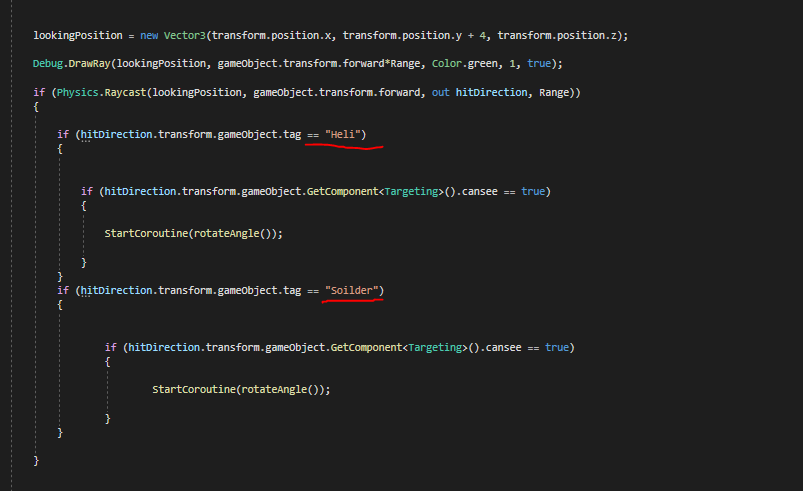 lookingPosition = new Vector3(transform.position.x, transform.position.y + 4, transform.position.z);
Debug.DrawRay(lookingPosition, gameObject.transform.forward*Range, Color.green, 1, true);
if (Physics.Raycast(lookingPosition, gameObject.transform.forward, out hitDirection, Range))
{
if (hitDirection.transform.gameObject.tag == "Heli")
{
if (hitDirection.transform.gameObject.GetComponent<Targeting>().cansee == true)
{
StartCoroutine(rotateAngle());
}
}
if (hitDirection.transform.gameObject.tag == "Soilder")
{
if (hitDirection.transform.gameObject.GetComponent<Targeting>().cansee == true)
{
StartCoroutine(rotateAngle());
}
}
}